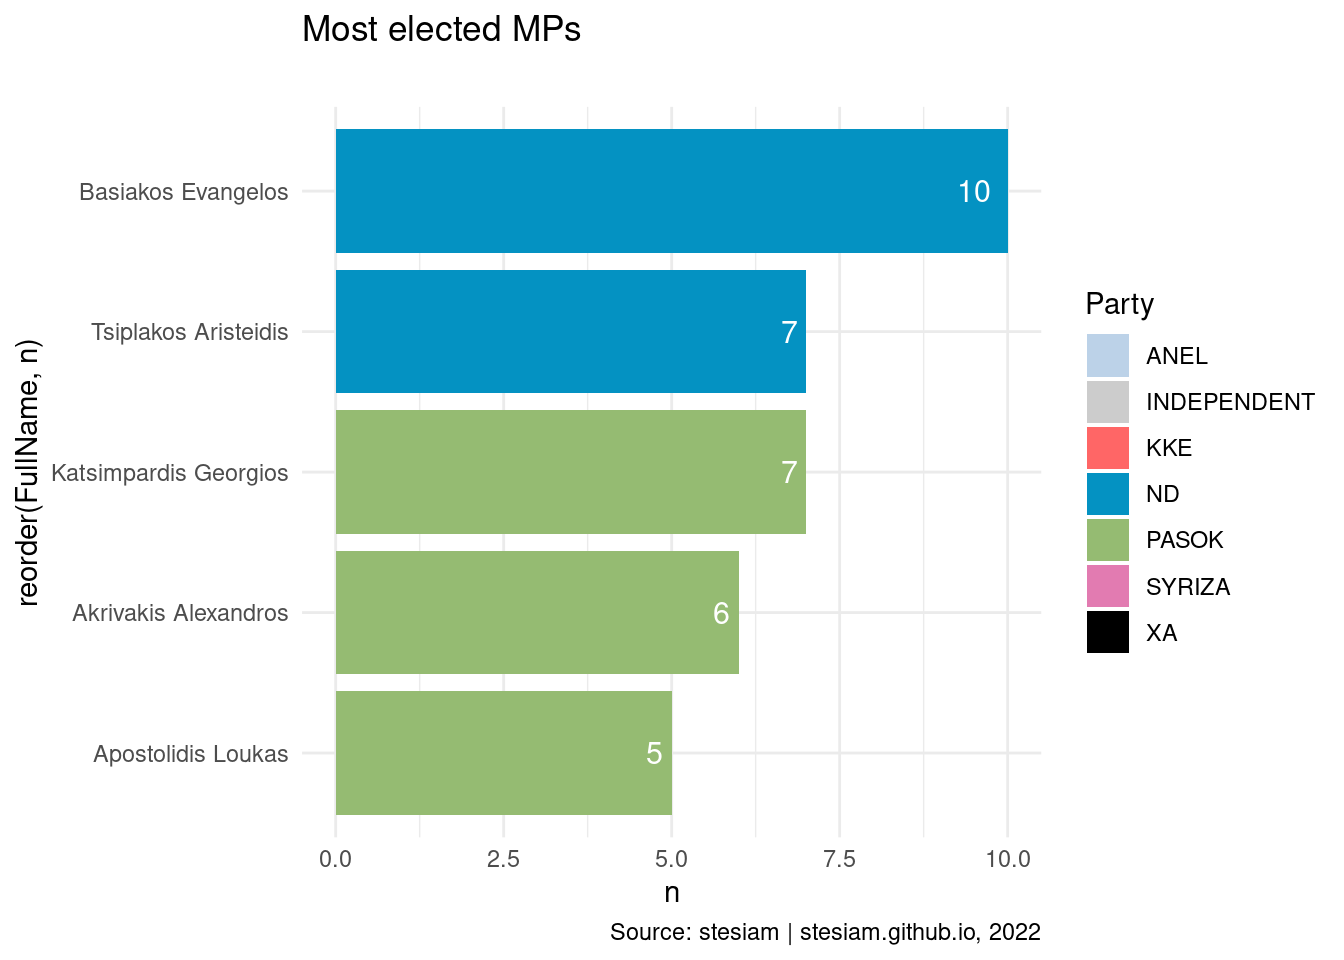 Most elected MPs
reorder(FullName, n)
Basiakos Evangelos
10
Tsiplakos Aristeidis
7
Katsimpardis Georgios
7
Akrivakis Alexandros
6
Apostolidis Loukas
5
0.0 2.5 5.0 7.5 10.0
n
Party
ANEL
INDEPENDENT
KKE
ND
PASOK
SYRIZA
XA
Source: stesiam | stesiam.github.io, 2022